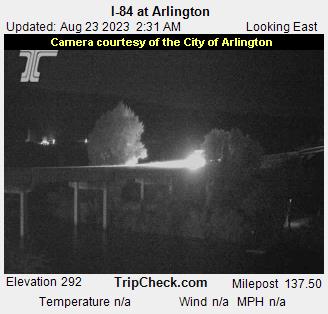 I-84 at Arlington
Updated: Aug 23 2023 2:31 AM Looking East
Camera courtesy of the City of Arlington
Elevation 292 TripCheck.com Milepost 137.50
Temperature n/a Wind n/a MPH n/a